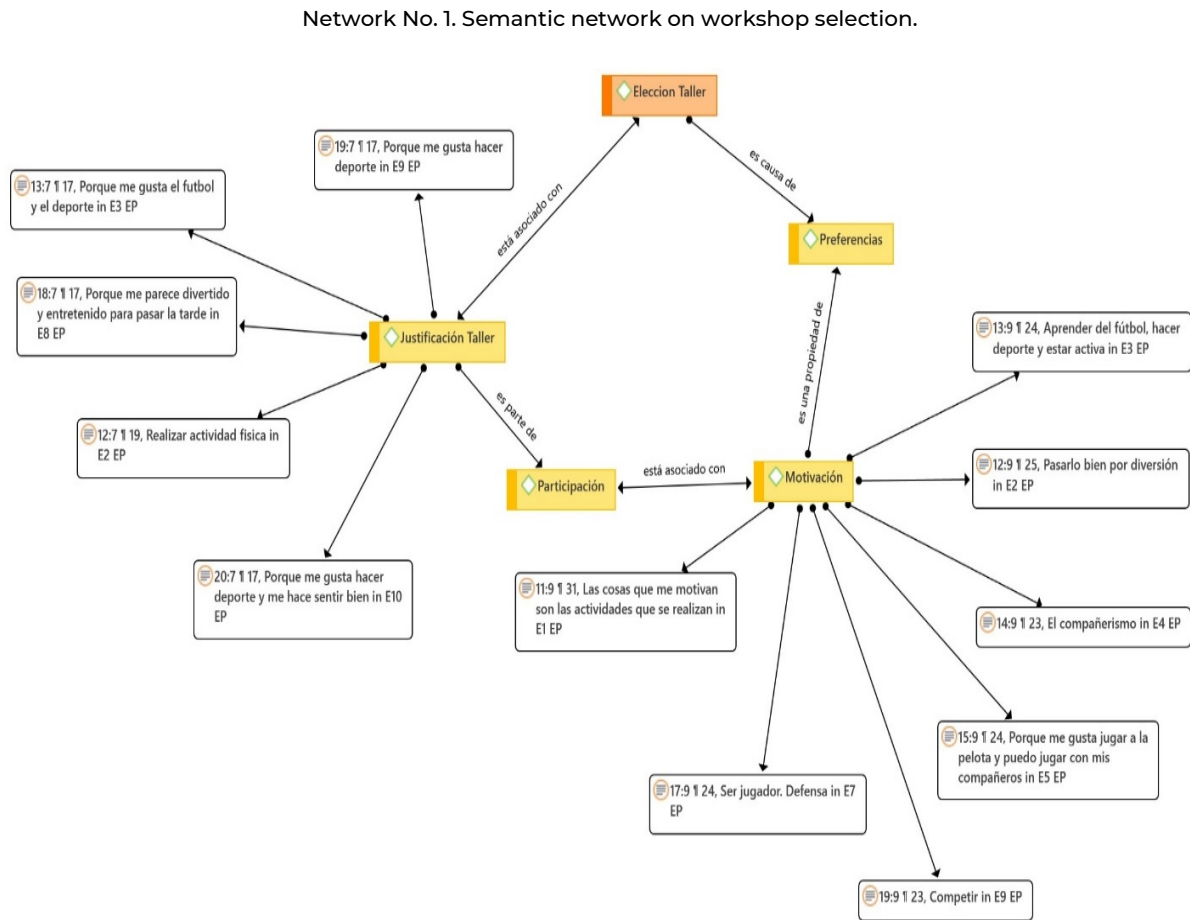 Network No. 1. Semantic network on workshop selection.
Eleccion Taller
19:7 ¶ 17, Porque me gusta hacer
deporte in E9 EP
es causa de
13:7 ¶ 17, Porque me gusta el futbol
y el deporte in E3 EP
está asociado con
Preferencias
18:7 ¶ 17, Porque me parece divertido
y entretenido para pasar la tarde in
E8 EP
Justificación Taller
13:9 ¶ 24, Aprender del fútbol, hacer
deporte y estar activa in E3 EP
es una propiedad de
es parte de
12:7 ¶ 19, Realizar actividad fisica in
E2 EP
Participación
está asociado con
Motivación
12:9 ¶ 25, Pasarlo bien por diversión
in E2 EP
20:7 ¶ 17, Porque me gusta hacer
deporte y me hace sentir bien in E10
EP
11:9 ¶ 31, Las cosas que me motivan
son las actividades que se realizan in
E1 EP
14:9 ¶ 23, El compañerismo in E4 EP
15:9 ¶ 24, Porque me gusta jugar a la
pelota y puedo jugar con mis
compañeros in E5 EP
17:9 ¶ 24, Ser jugador. Defensa in E7
EP
19:9 ¶ 23, Competir in E9 EP